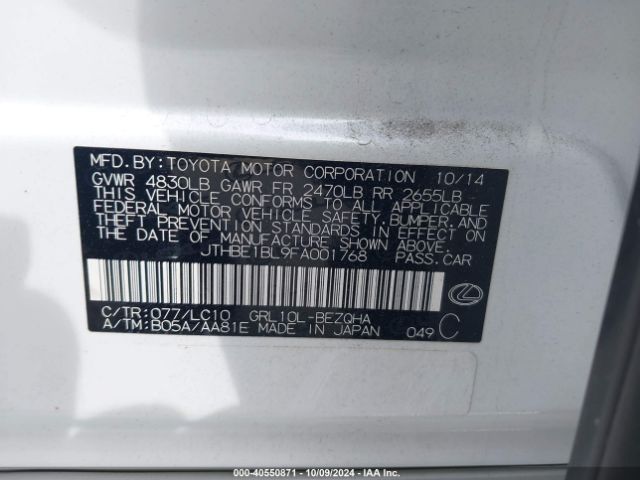 MFD. BY: TOYOTA MOTOR CORPORATION 10/14
GVWR 4830LB GAWR FR 2470LB RR 2655LB
THIS VEHICLE CONFORMS TO ALL APPLICABLE
FEDERAL MOTOR VEHICLE SAFETY, BUMPER AND
THEFT PREVENTION STANDARDS IN EFFECT ON
THE DATE OF MANUFACTURE SHOWN ABOVE.
JTHBE1BL9FA001768 PASS.CAR
C/TR: 077/LC10 GRL10L-BEZQHA
A/TM: B05A/AA81E MADE IN JAPAN 049 C
000-40550871 - 10/09/2024 - IAA Inc.